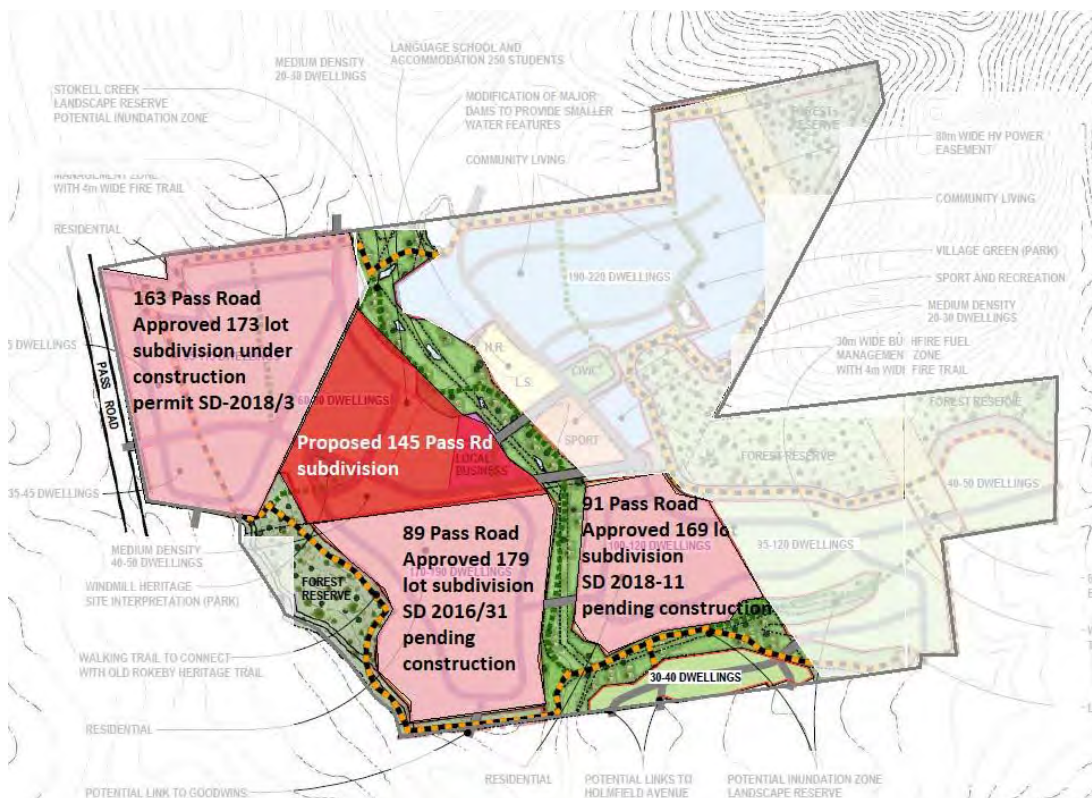 LANGUAGE SCHOOL AND
ACCOMMODATION 250 STUDENTS
MEDIUM DENSITY
20-30 DWELLINGS
STOKELL CREEK
LANDSCAPE RESERVE
POTENTIAL INUNDATION ZONE
MODIFICATION OF MAJOR
DAMS TO PROVIDE SMALLER
WATER FEATURES
COMMUNITY LIVING
MANAGEMENT ZONE
WITH 4m WIDE FIRE TRAIL
RESIDENTIAL
FOREST
RESERVE
80m WIDE HV POWER
EASEMENT
COMMUNITY LIVING
VILLAGE GREEN (PARK)
SPORT AND RECREATION
MEDIUM DENSITY
20-30 DWELLINGS
30m WIDE BU HFIRE FUEL
MANAGEMEN ZONE
WITH 4m WIDI FIRE TRAIL
190-220 DWELLINGS
163 Pass Road
Approved 173 lot
subdivision under
construction
permit SD-2018/3
DWELLINGS
PASS ROAD
35-45 DWELLINGS
DWELLINGS
Proposed 145 Pass Rd
subdivision
LOCAL
BUSINESS
H.R.
L.S.
CIVIC
SPORT
FOREST RESERVE
FOREST RESERVE
40-50 DWELLINGS
89 Pass Road
Approved 179
lot subdivision
SD 2016/31
pending
construction
170-190 DWELLINGS
91 Pass Road
Approved 169 lot
subdivision
SD 2018-11
pending construction
100-120 DWELLINGS
95-120 DWELLINGS
MEDIUM DENSITY
40-50 DWELLINGS
WINDMILL HERITAGE
SITE INTERPRETATION (PARK)
FOREST
RESERVE
WALKING TRAIL TO CONNECT
WITH OLD ROKEBY HERITAGE TRAIL
30-40 DWELLINGS
RESIDENTIAL
POTENTIAL LINK TO GOODWINS
RESIDENTIAL
POTENTIAL LINKS TO
HOLMFIELD AVENUE
POTENTIAL INUNDATION ZONE
LANDSCAPE RESERVE